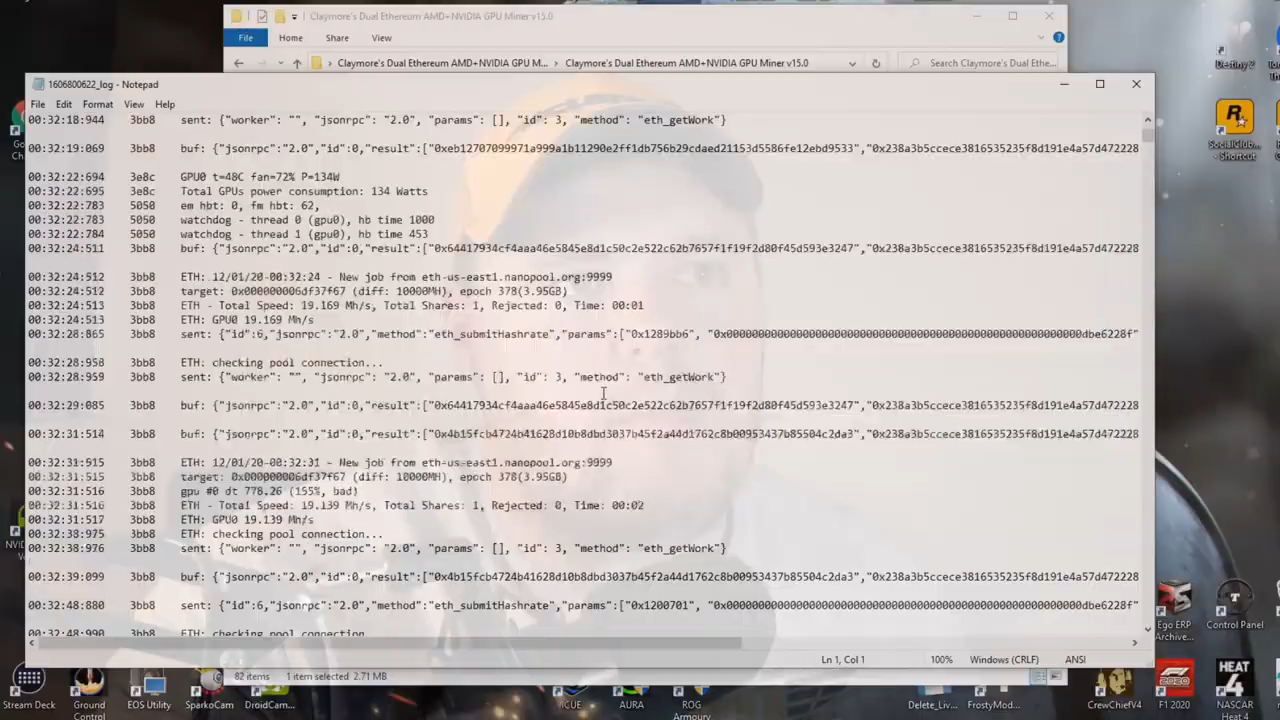 Claymore's Dual Ethereum AMD+NVIDIA GPU Miner v15.0
File Home Share View
Claymore's Dual Ethereum AMD+NVIDIA GPU M... Claymore's Dual Ethereum AMD+NVIDIA GPU Miner v15.0 Search Claymore's Dual Ethe...
1606800622_log - Notepad
File Edit Format View Help
00:32:18:944 3bb8 sent: {"worker": "", "jsonrpc": "2.0", "params": [], "id": 3, "method": "eth_getWork"}
00:32:19:069 3bb8 buf: {"jsonrpc":"2.0","id":0,"result":["0xeb12707099971a999a1b11290e2ff1db756b29cdaed21153d5586fe12ebd9533","0x238a3b5ccece3816535235f8d191e4a57d472228
00:32:22:694 3e8c GPU0 t=48C fan=72% P=134W
00:32:22:695 3e8c Total GPUs power consumption: 134 Watts
00:32:22:783 5050 em hbt: 0, fm hbt: 62,
00:32:22:783 5050 watchdog - thread 0 (gpu0), hb time 1000
00:32:22:784 5050 watchdog - thread 1 (gpu0), hb time 453
00:32:24:511 3bb8 buf: {"jsonrpc":"2.0","id":0,"result":["0x64417934cf4aaa46e5845e8d1c50c2e522c62b7657f1f19f2d80f45d593e3247","0x238a3b5ccece3816535235f8d191e4a57d472228
00:32:24:512 3bb8 ETH: 12/01/20-00:32:24 - New job from eth-us-east1.nanopool.org:9999
00:32:24:512 3bb8 target: 0x000000006df37f67 (diff: 10000MH), epoch 378(3.95GB)
00:32:24:513 3bb8 ETH - Total Speed: 19.169 Mh/s, Total Shares: 1, Rejected: 0, Time: 00:01
00:32:24:513 3bb8 ETH: GPU0 19.169 Mh/s
00:32:28:865 3bb8 sent: {"id":6,"jsonrpc":"2.0","method":"eth_submitHashrate","params":["0x1289bb6", "0x000000000000000000000000000000000000000000000000000000000dbe6228f"
00:32:28:958 3bb8 ETH: checking pool connection...
00:32:28:959 3bb8 sent: {"worker": "", "jsonrpc": "2.0", "params": [], "id": 3, "method": "eth_getWork"}
00:32:29:085 3bb8 buf: {"jsonrpc":"2.0","id":0,"result":["0x64417934cf4aaa46e5845e8d1c50c2e522c62b7657f1f19f2d80f45d593e3247","0x238a3b5ccece3816535235f8d191e4a57d472228
00:32:31:514 3bb8 buf: {"jsonrpc":"2.0","id":0,"result":["0x4b15fcb4724b41628d10b8dbd3037b45f2a44d1762c8b00953437b85504c2da3","0x238a3b5ccece3816535235f8d191e4a57d472228
00:32:31:515 3bb8 ETH: 12/01/20-00:32:31 - New job from eth-us-east1.nanopool.org:9999
00:32:31:515 3bb8 target: 0x000000006df37f67 (diff: 10000MH), epoch 378(3.95GB)
00:32:31:516 3bb8 gpu #0 dt 778.26 (155%, bad)
00:32:31:516 3bb8 ETH - Total Speed: 19.139 Mh/s, Total Shares: 1, Rejected: 0, Time: 00:02
00:32:31:517 3bb8 ETH: GPU0 19.139 Mh/s
00:32:38:975 3bb8 ETH: checking pool connection...
00:32:38:976 3bb8 sent: {"worker": "", "jsonrpc": "2.0", "params": [], "id": 3, "method": "eth_getWork"}
00:32:39:099 3bb8 buf: {"jsonrpc":"2.0","id":0,"result":["0x4b15fcb4724b41628d10b8dbd3037b45f2a44d1762c8b00953437b85504c2da3","0x238a3b5ccece3816535235f8d191e4a57d472228
00:32:48:880 3bb8 sent: {"id":6,"jsonrpc":"2.0","method":"eth_submitHashrate","params":["0x1200701", "0x000000000000000000000000000000000000000000000000000000000dbe6228f"
00:32:48:990 3bb8 ETH: checking pool connection
Ln 1, Col 1 100% Windows (CRLF) ANSI
82 items 1 item selected 2.71 MB
Destiny 2
SocialClub...
- Shortcut
Ego ERP
Archive...
Control Panel
Stream Deck
Ground
Control
EOS Utility
SparkoCam
DroidCam...
iCUE
AURA
ROG
Armoury
Delete_Liv...
FrostyMod...
CrewChiefV4
F1 2020
NASCAR
Heat 4
HEAT
4
F1
2020